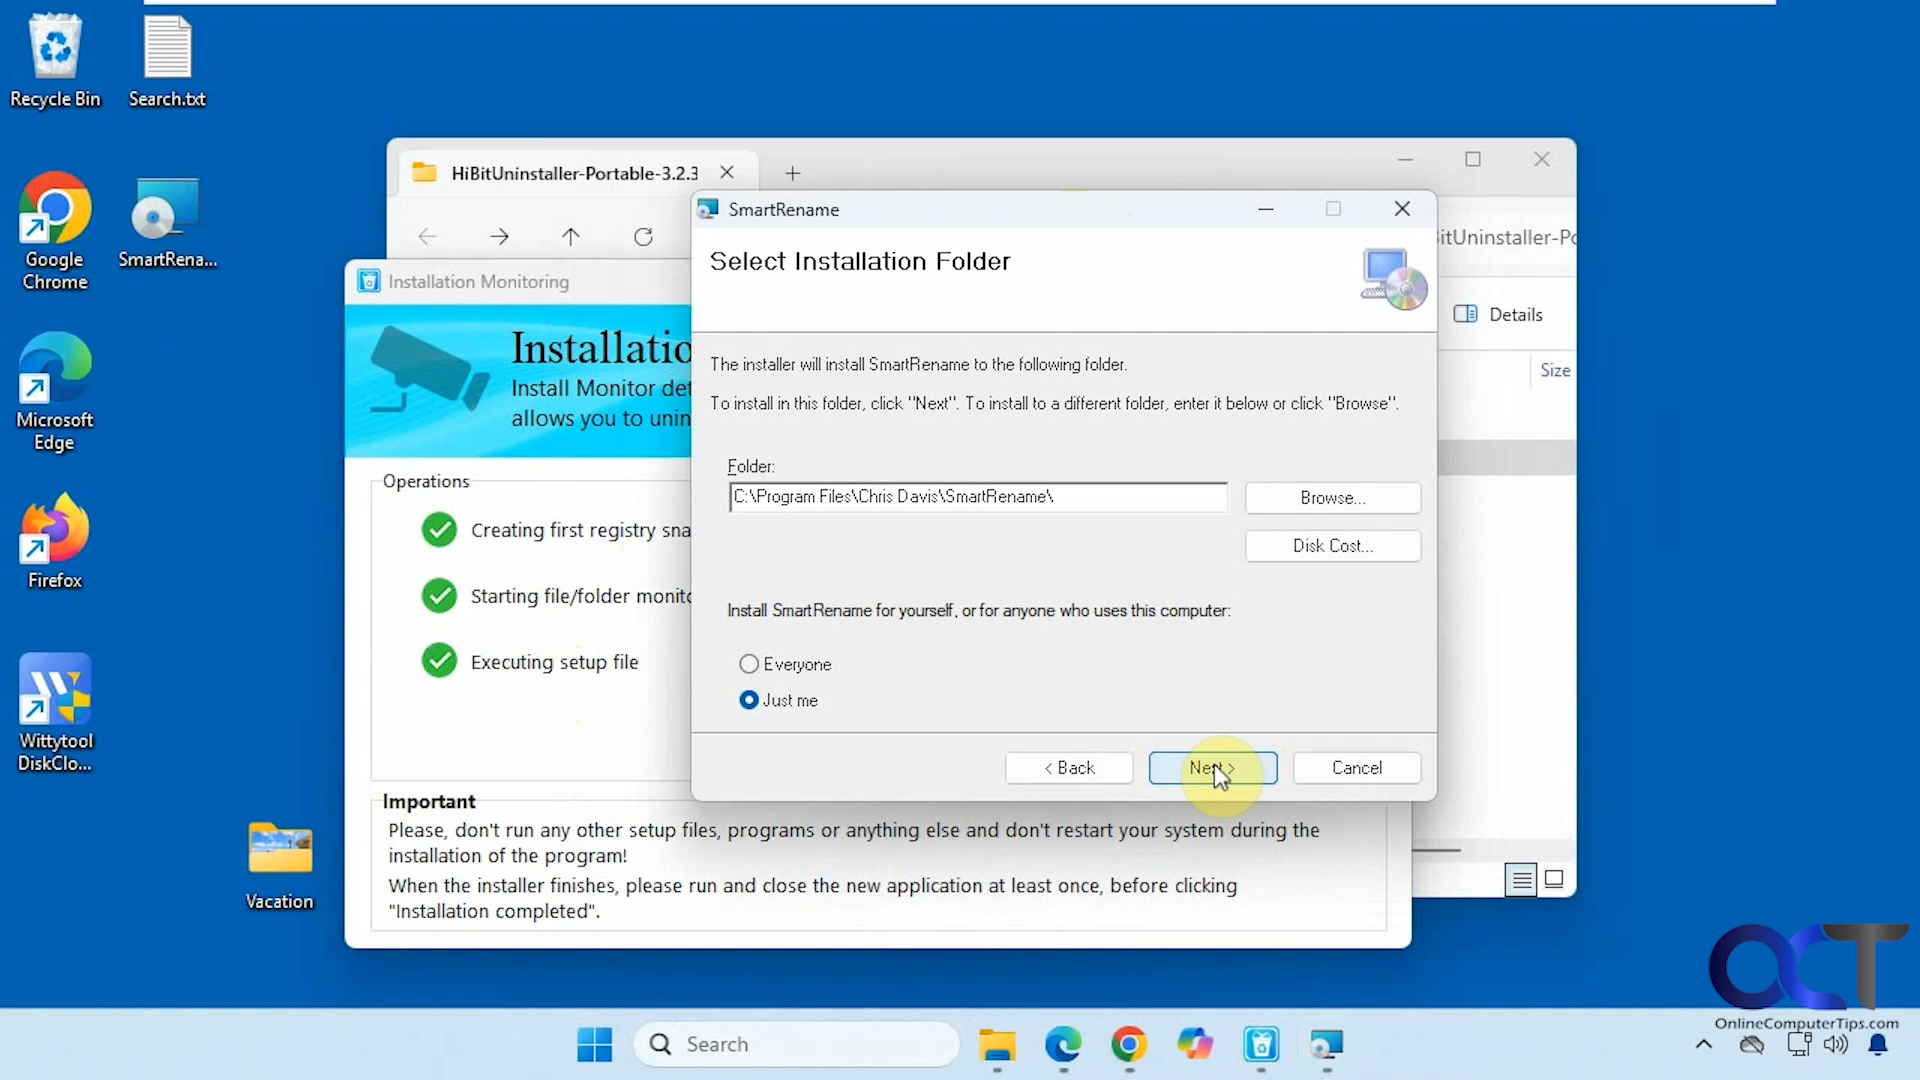 Recycle Bin
Search.txt
Google
Chrome
SmartRena...
Microsoft
Edge
Firefox
Wittytool
DiskClo...
Vacation
HiBitUninstaller-Portable-3.2.3
Details
Size
Installation Monitoring
Install Monitor
allows you to
Operations
Creating first registry
Starting file/folder
Executing setup file
Important
Please, don't run any other setup files, programs or anything else and don't restart your system during the
installation of the program!
When the installer finishes, please run and close the new application at least once, before clicking
"Installation completed".
SmartRename
Select Installation Folder
The installer will install SmartRename to the following folder.
To install in this folder, click "Next". To install to a different folder, enter it below or click "Browse".
Folder:
C:\Program Files\Chris Davis\SmartRename\
Browse...
Disk Cost...
Install SmartRename for yourself, or for anyone who uses this computer:
Everyone
Just me
< Back
Next >
Cancel
Search
OCT
OnlineComputerTips.com